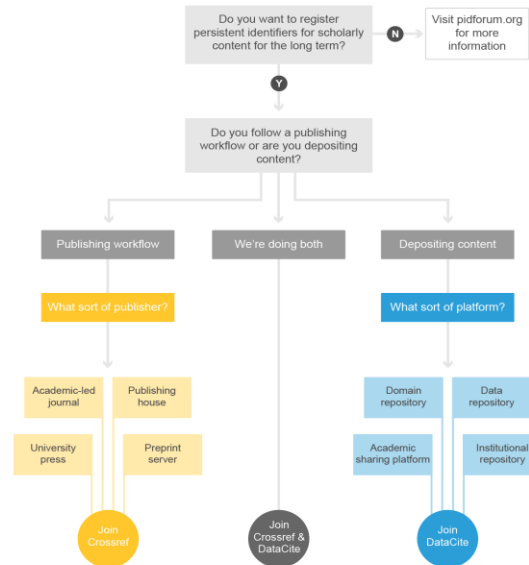 Do you want to register
persistent identifiers for scholarly
content for the long term?
N
Visit pidforum.org
for more
information
Y
Do you follow a publishing
workflow or are you depositing
content?
Publishing workflow
We're doing both
Depositing content
What sort of publisher?
What sort of platform?
Academic-led
journal
Publishing
house
Domain
repository
Data
repository
University
press
Preprint
server
Academic
sharing platform
Institutional
repository
Join
Crossref
Join
Crossref &
DataCite
Join
DataCite